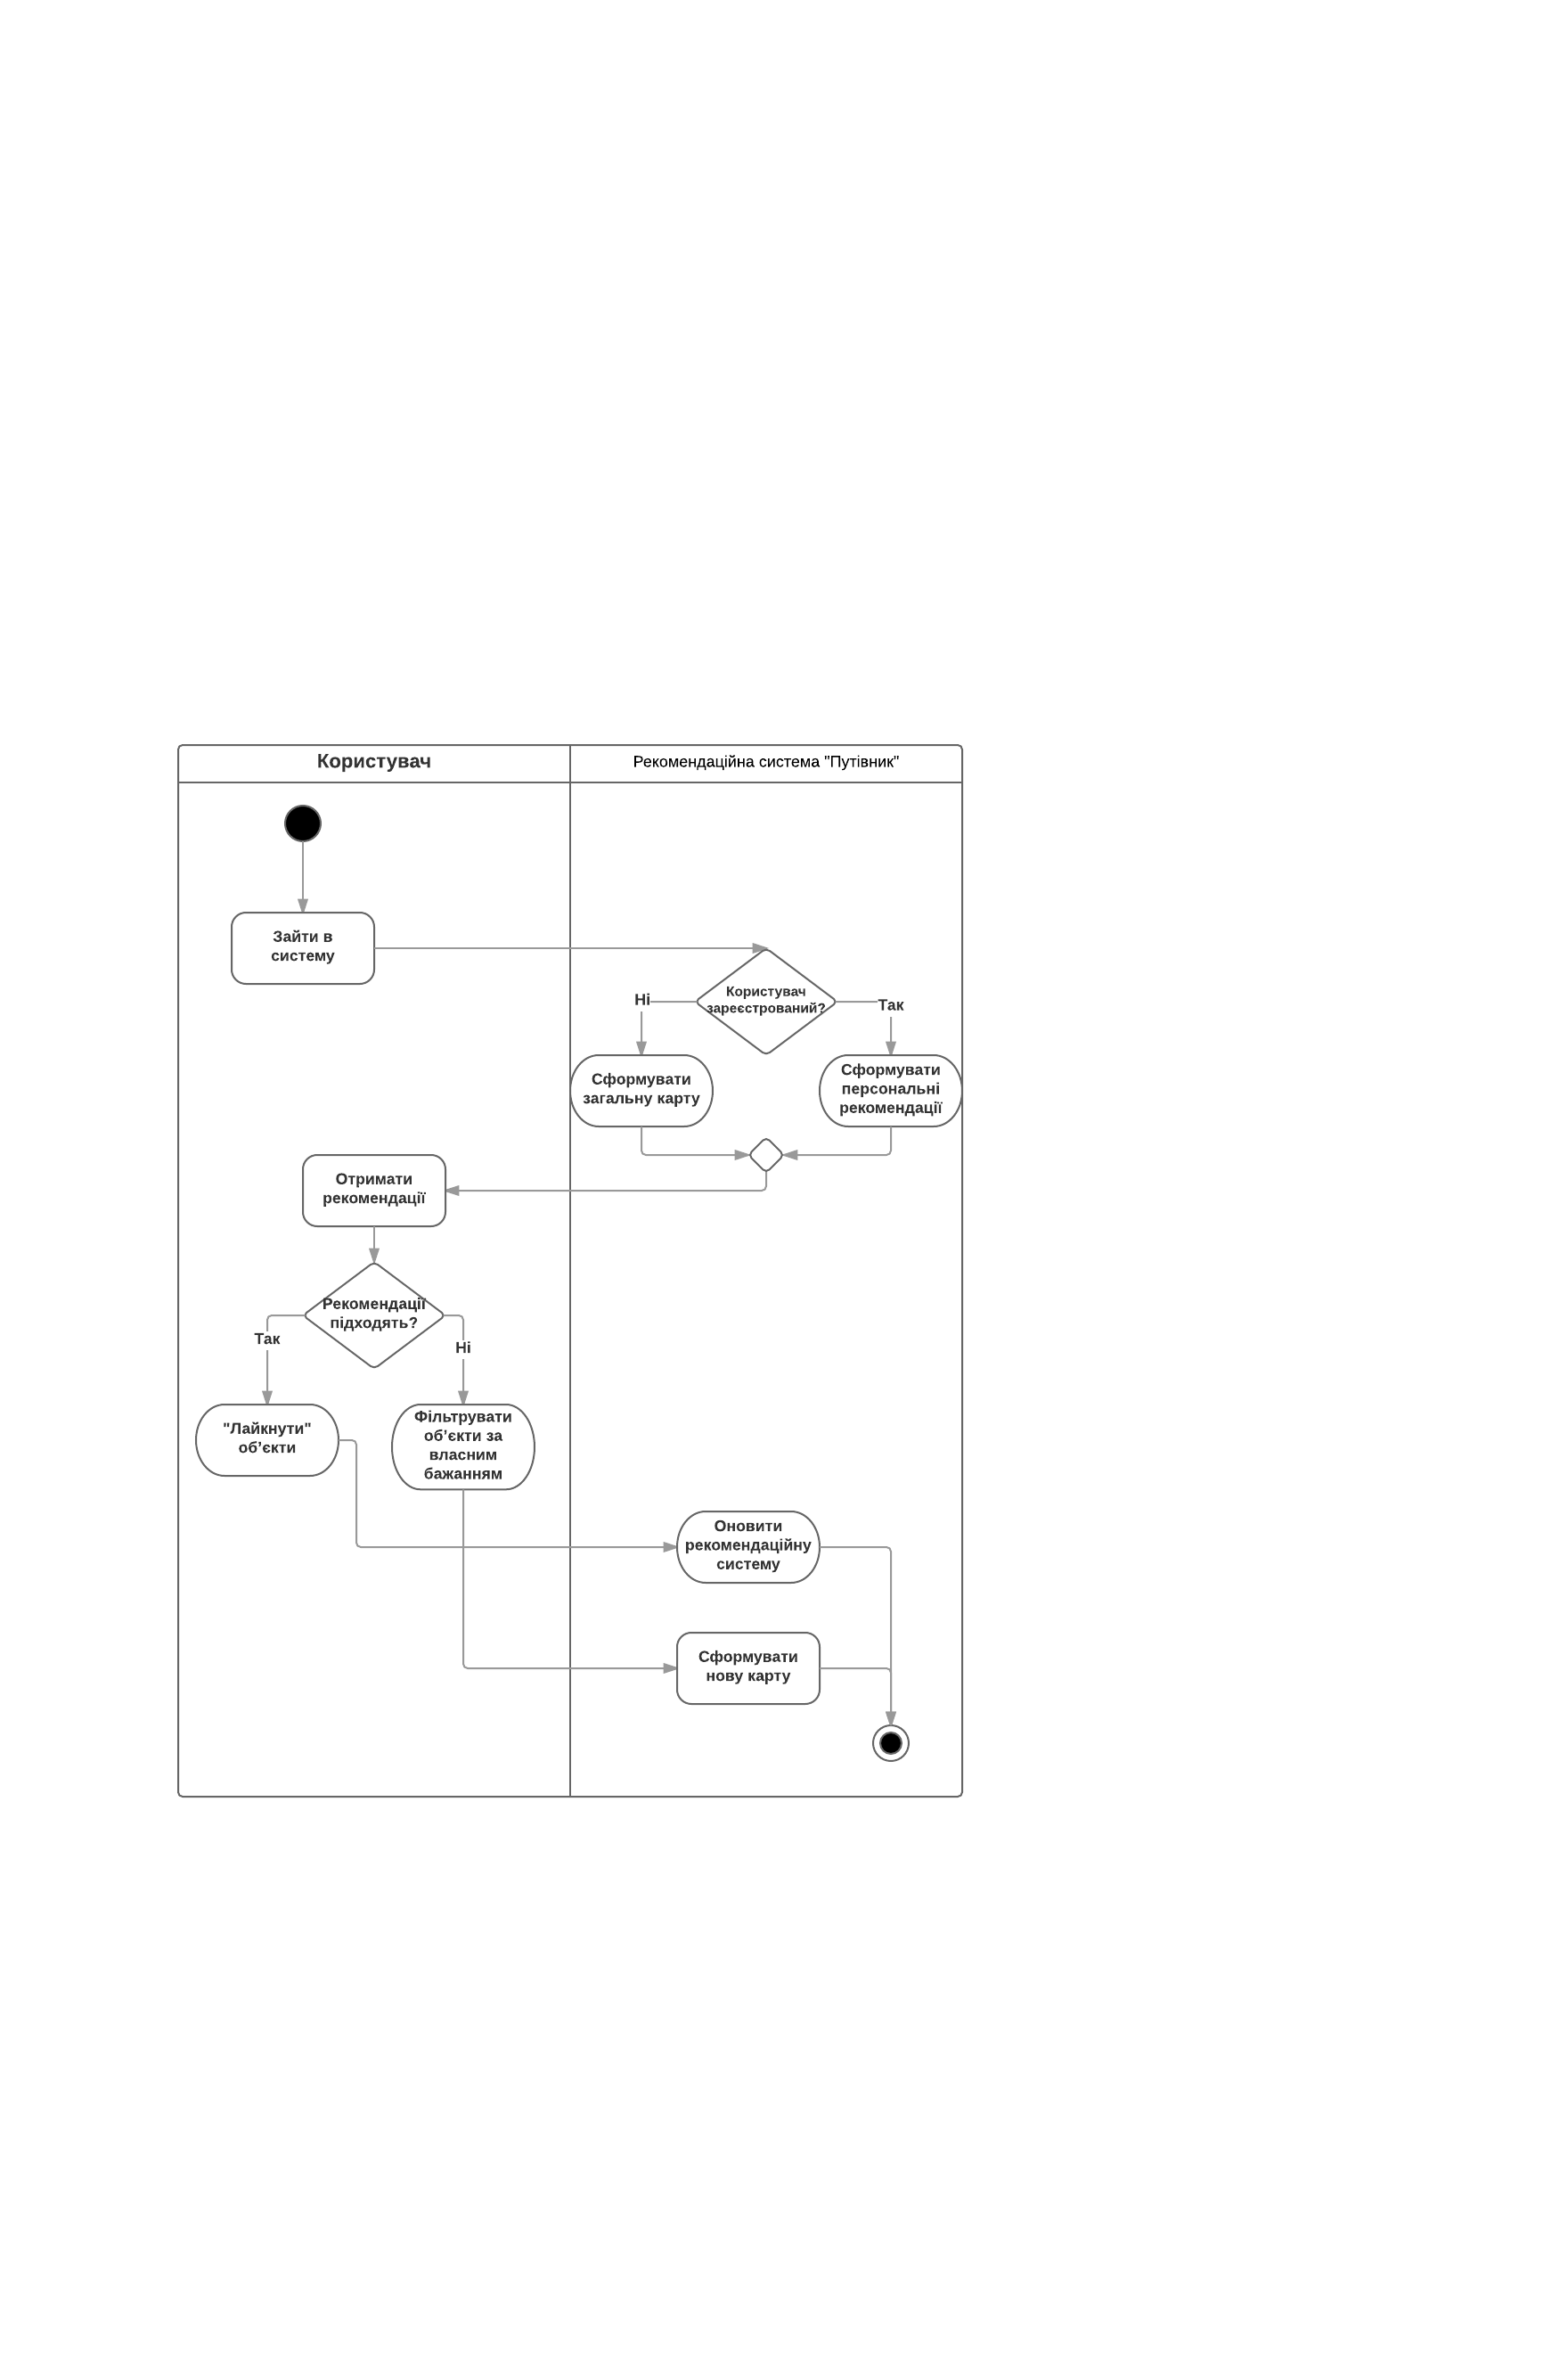 Користувач
Рекомендаційна система "Путівник"
Зайти в
систему
Користувач
зареєстрований?
Ні
Так
Сформувати
загальну карту
Сформувати
персональні
рекомендації
Отримати
рекомендації
Рекомендації
підходять?
Так
Ні
"Лайкнути"
об’єкти
Фільтрувати
об’єкти за
власним
бажанням
Оновити
рекомендаційну
систему
Сформувати
нову карту